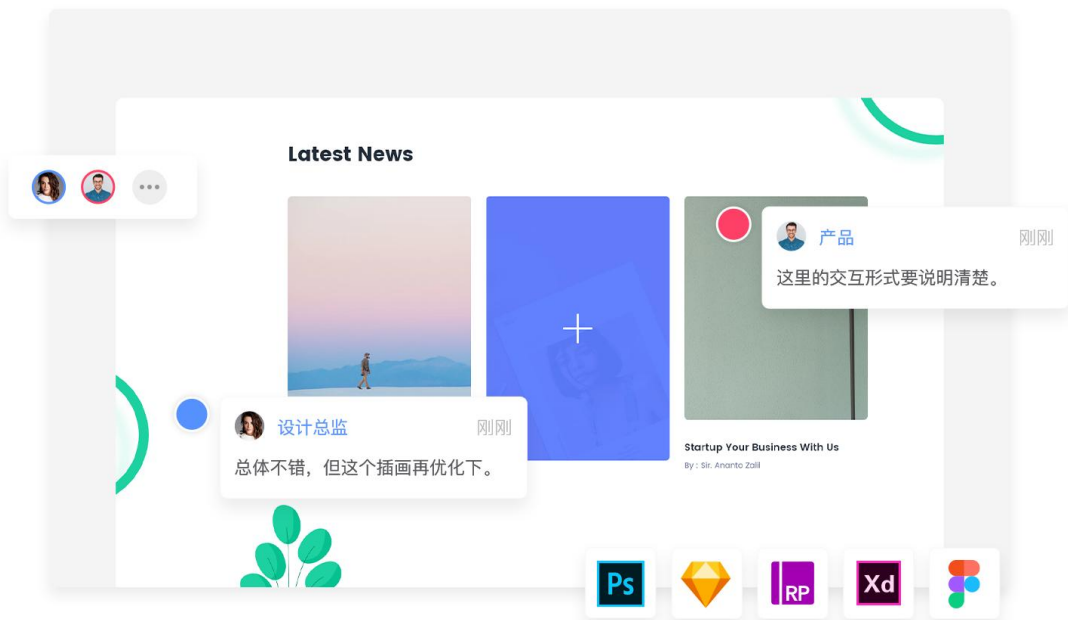 Latest News
产品
刚刚
这里的交互形式要说明清楚。
设计总监
刚刚
总体不错，但这个插画再优化下。
Startup Your Business With Us
By : Sir. Ananto Zalil
Ps
RP
Xd